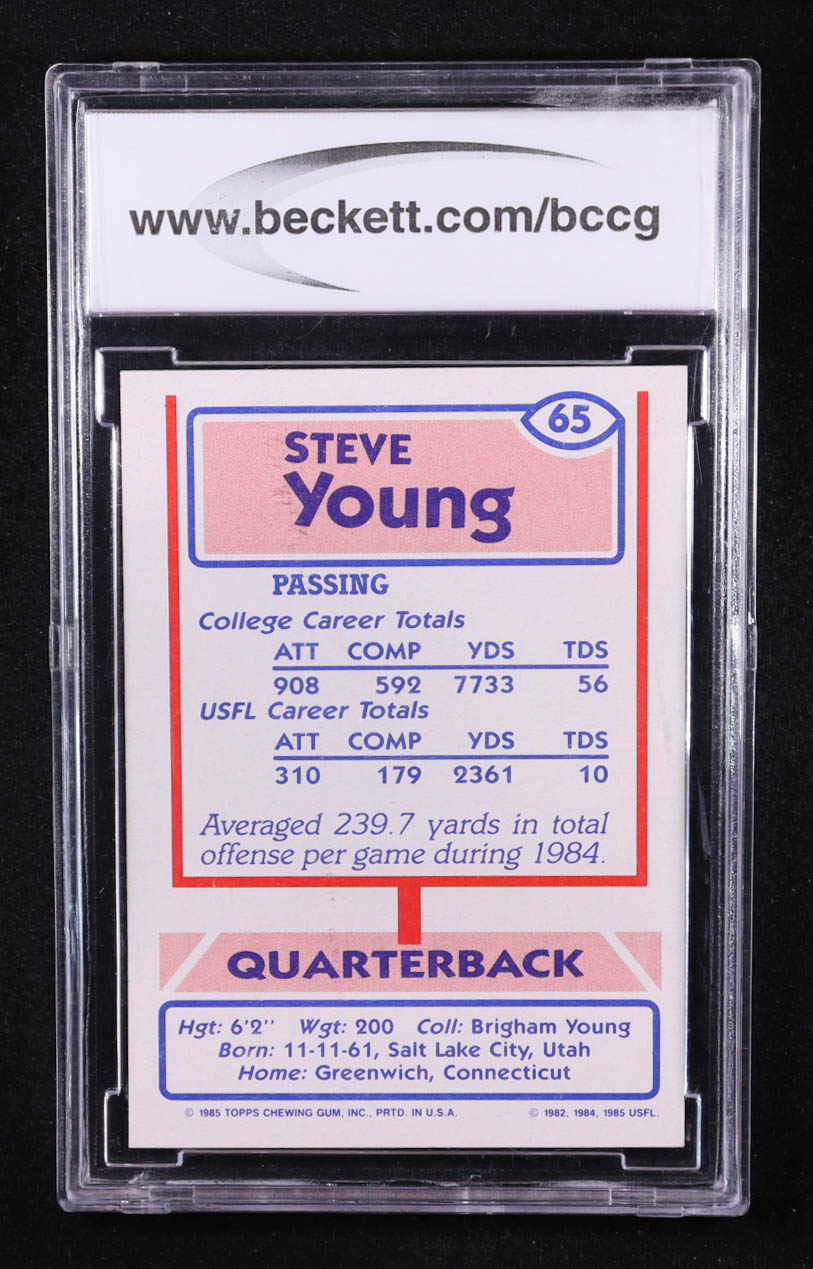 www.beckett.com/bccg
65
STEVE
Young
PASSING
College Career Totals
ATT COMP YDS TDS
908 592 7733 56
USFL Career Totals
ATT COMP YDS TDS
310 179 2361 10
Averaged 239.7 yards in total
offense per game during 1984.
QUARTERBACK
Hgt: 6'2" Wgt: 200 Coll: Brigham Young
Born: 11-11-61, Salt Lake City, Utah
Home: Greenwich, Connecticut
© 1985 TOPPS CHEWING GUM, INC., PRTD. IN U.S.A. © 1982, 1984, 1985 USFL.